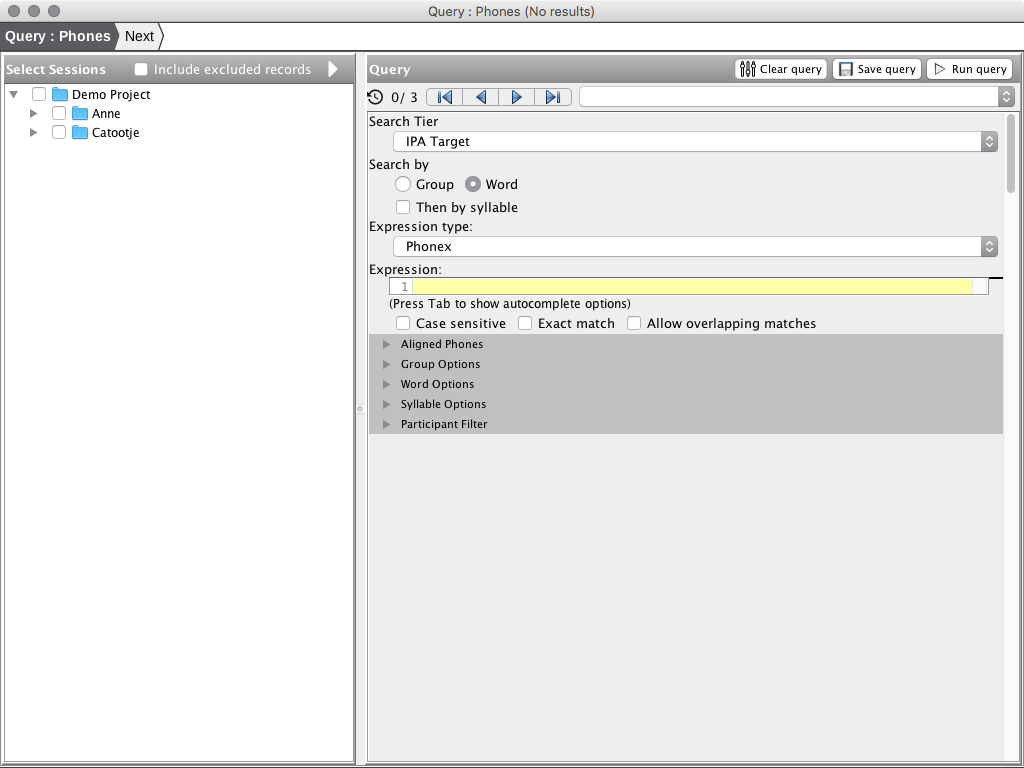 Query : Phones (No results)
Query : Phones Next
Select Sessions Include excluded records
Demo Project
Anne
Catootje
Query Clear query Save query Run query
0/ 3
Search Tier
IPA Target
Search by
Group Word
Then by syllable
Expression type:
Phonex
Expression:
1
(Press Tab to show autocomplete options)
Case sensitive Exact match Allow overlapping matches
Aligned Phones
Group Options
Word Options
Syllable Options
Participant Filter